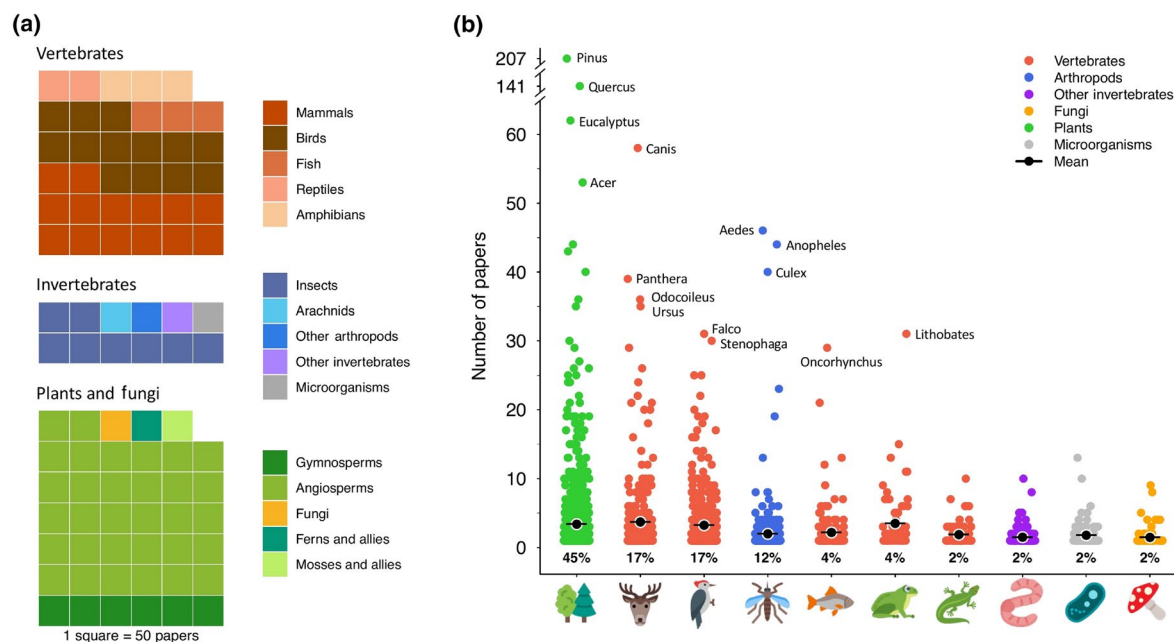 (a)
Vertebrates
Mammals
Birds
Fish
Reptiles
Amphibians
Invertebrates
Insects
Arachnids
Other arthropods
Other invertebrates
Microorganisms
Plants and fungi
Gymnosperms
Angiosperms
Fungi
Ferns and allies
Mosses and allies
1 square = 50 papers
(b)
Number of papers
207
141
60
50
40
30
20
10
0
Pinus
Quercus
Eucalyptus
Canis
Acer
Aedes
Anopheles
Culex
Panthera
Odocoileus
Ursus
Falco
Stenophaga
Lithobates
Oncorhynchus
Vertebrates
Arthropods
Other invertebrates
Fungi
Plants
Microorganisms
Mean
45% 17% 17% 12% 4% 4% 2% 2% 2% 2%